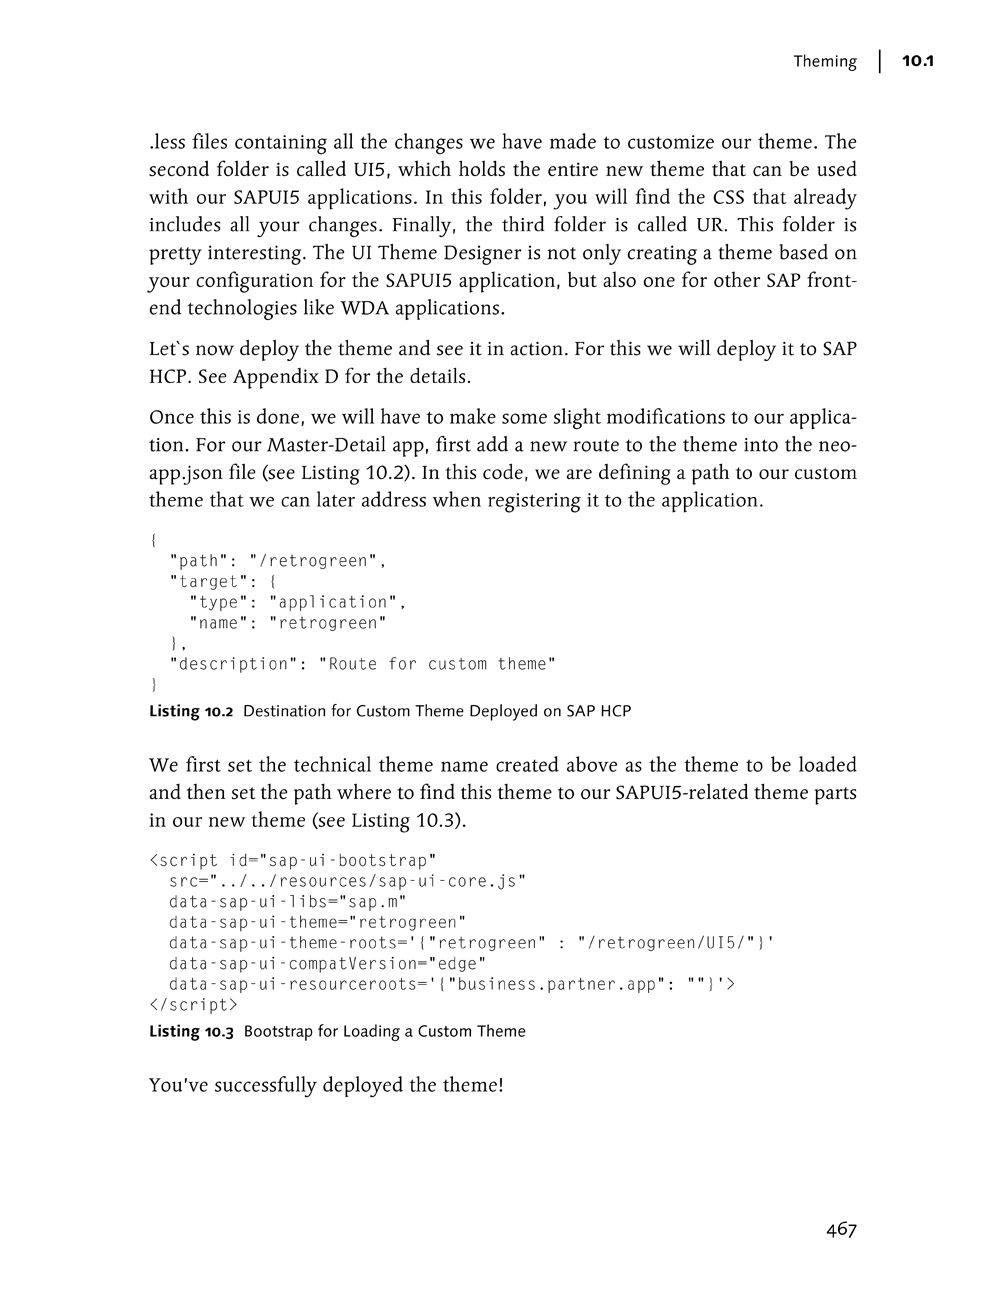 Theming | 10.1
.less files containing all the changes we have made to customize our theme. The
second folder is called UI5, which holds the entire new theme that can be used
with our SAPUI5 applications. In this folder, you will find the CSS that already
includes all your changes. Finally, the third folder is called UR. This folder is
pretty interesting. The UI Theme Designer is not only creating a theme based on
your configuration for the SAPUI5 application, but also one for other SAP front-
end technologies like WDA applications.
Let`s now deploy the theme and see it in action. For this we will deploy it to SAP
HCP. See Appendix D for the details.
Once this is done, we will have to make some slight modifications to our applica-
tion. For our Master-Detail app, first add a new route to the theme into the neo-
app.json file (see Listing 10.2). In this code, we are defining a path to our custom
theme that we can later address when registering it to the application.
{
  "path": "/retrogreen",
  "target": {
    "type": "application",
    "name": "retrogreen"
  },
  "description": "Route for custom theme"
}
Listing 10.2 Destination for Custom Theme Deployed on SAP HCP
We first set the technical theme name created above as the theme to be loaded
and then set the path where to find this theme to our SAPUI5-related theme parts
in our new theme (see Listing 10.3).
<script id="sap-ui-bootstrap"
  src="../../resources/sap-ui-core.js"
  data-sap-ui-libs="sap.m"
  data-sap-ui-theme="retrogreen"
  data-sap-ui-theme-roots='{"retrogreen" : "/retrogreen/UI5/"}'
  data-sap-ui-compatVersion="edge"
  data-sap-ui-resourceroots='{"business.partner.app": ""}'>
</script>
Listing 10.3 Bootstrap for Loading a Custom Theme
You've successfully deployed the theme!
467